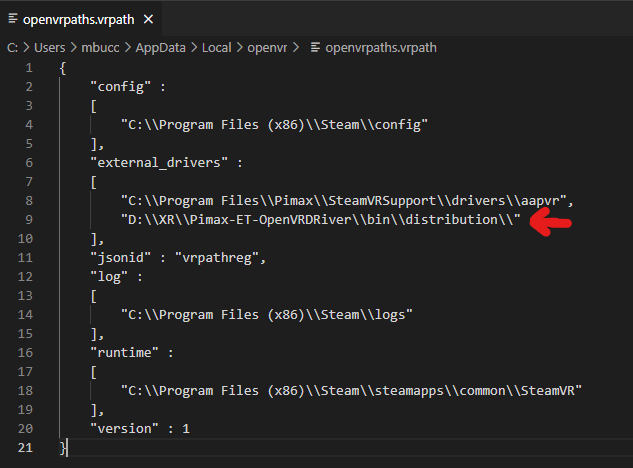 openvrpaths.vrpath ×
C: > Users > mbucc > AppData > Local > openvr > openvrpaths.vrpath
1 {
2 "config" :
3 [
4 "C:\\Program Files (x86)\\Steam\\config"
5 ],
6 "external_drivers" :
7 [
8 "C:\\Program Files\\Pimax\\SteamVRSupport\\drivers\\aapvr",
9 "D:\\XR\\Pimax-ET-OpenVRDRiver\\bin\\distribution\\"
10 ],
11 "jsonid" : "vrpathreg",
12 "log" :
13 [
14 "C:\\Program Files (x86)\\Steam\\logs"
15 ],
16 "runtime" :
17 [
18 "C:\\Program Files (x86)\\Steam\\steamapps\\common\\SteamVR"
19 ],
20 "version" : 1
21 }